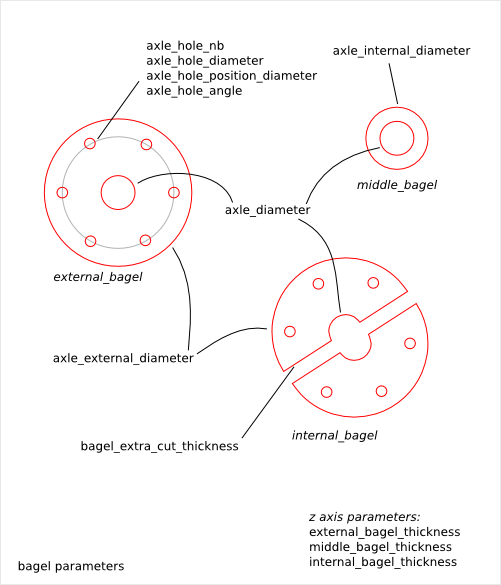 axle_hole_nb
axle_hole_diameter
axle_hole_position_diameter
axle_hole_angle
axle_internal_diameter
middle_bagel
axle_diameter
external_bagel
axle_external_diameter
internal_bagel
bagel_extra_cut_thickness
z axis parameters:
external_bagel_thickness
middle_bagel_thickness
internal_bagel_thickness
bagel parameters